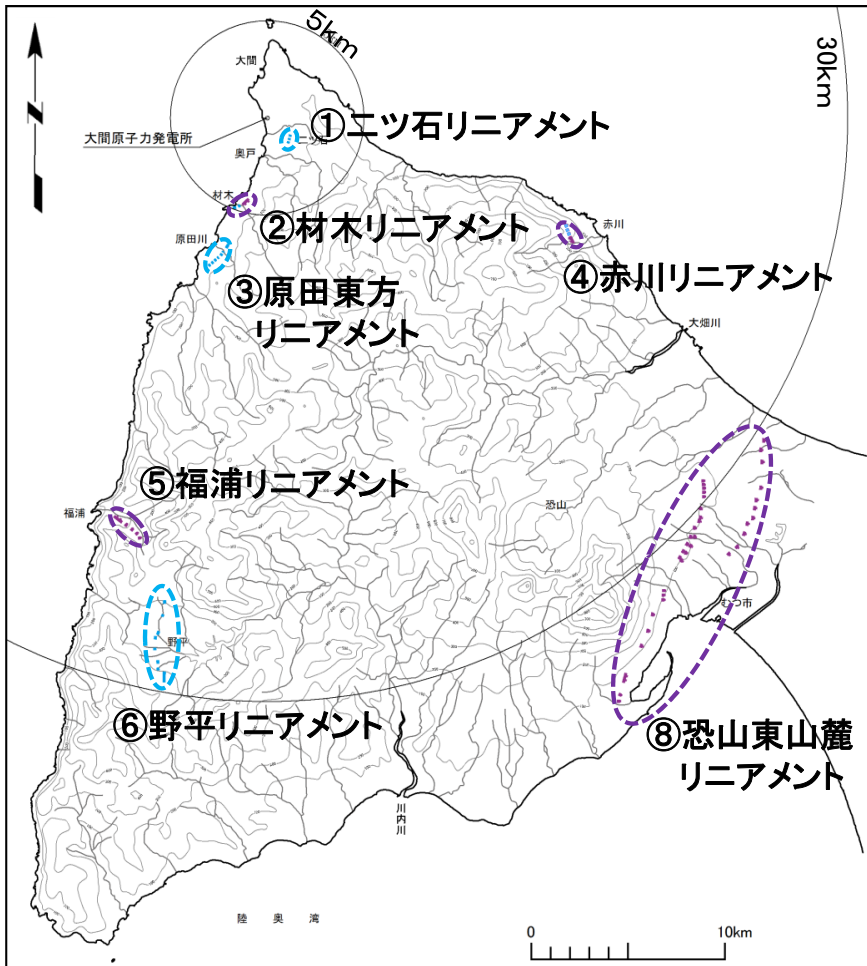 5km
30km
大間
N
大間原子力発電所
①二ツ石リニアメント
二ツ石
奥戸
材木
②材木リニアメント
原田川
赤川
③原田東方
リニアメント
④赤川リニアメント
大畑川
⑤福浦リニアメント
福浦
恐山
むつ市
野平
⑥野平リニアメント
⑧恐山東山麓
リニアメント
川内川
陸奥湾
0 10km